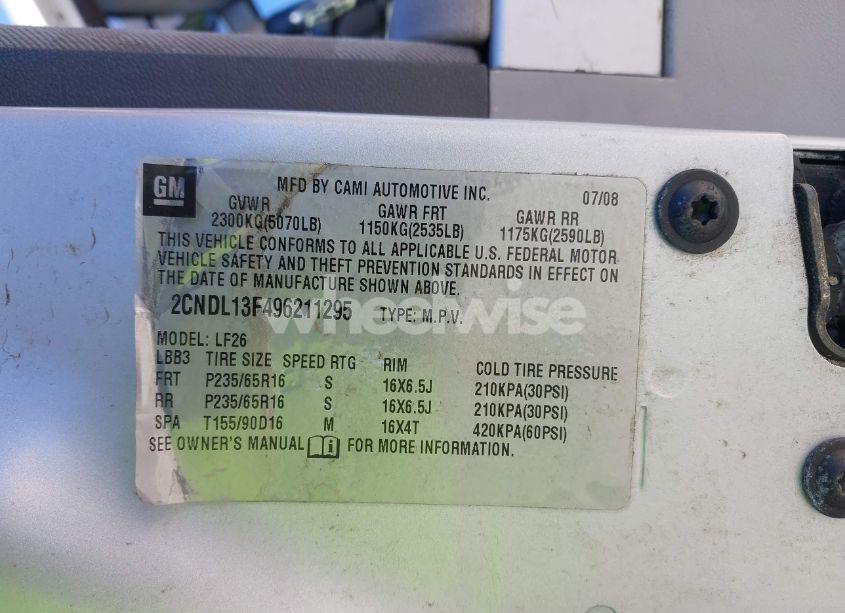 GM
MFD BY CAMI AUTOMOTIVE INC. 07/08
GVWR GAWR FRT GAWR RR
2300KG(5070LB) 1150KG(2535LB) 1175KG(2590LB)
THIS VEHICLE CONFORMS TO ALL APPLICABLE U.S. FEDERAL MOTOR
VEHICLE SAFETY AND THEFT PREVENTION STANDARDS IN EFFECT ON
THE DATE OF MANUFACTURE SHOWN ABOVE.
2CNDL13F496211295 TYPE: M.P.V.
wheelwise
MODEL: LF26
LBB3 TIRE SIZE SPEED RTG RIM COLD TIRE PRESSURE
FRT P235/65R16 S 16X6.5J 210KPA(30PSI)
RR P235/65R16 S 16X6.5J 210KPA(30PSI)
SPA T155/90D16 M 16X4T 420KPA(60PSI)
SEE OWNER'S MANUAL FOR MORE INFORMATION.